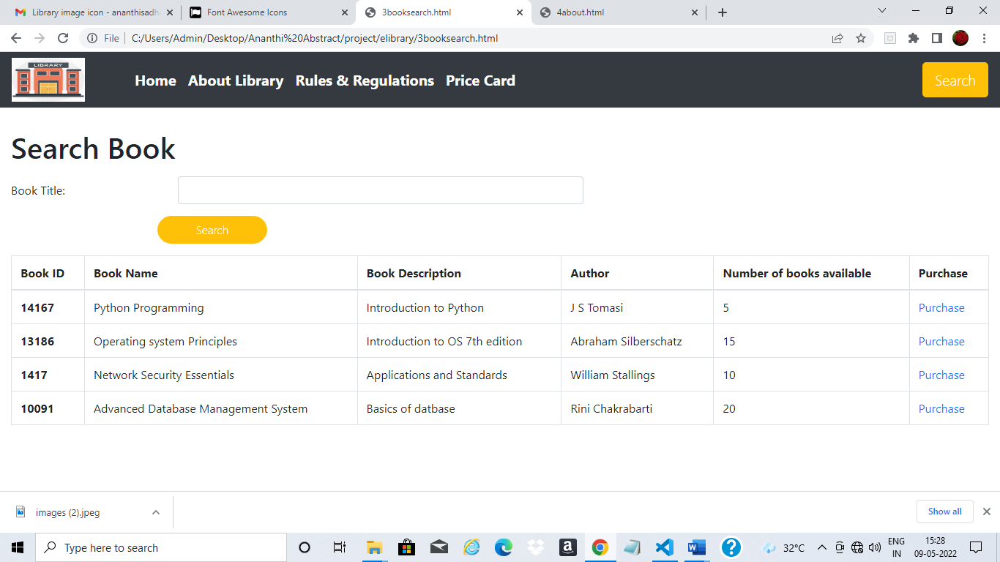 Library image icon - ananthisadh
Font Awesome Icons
3booksearch.html
4about.html
File
C:/Users/Admin/Desktop/Ananthi%20Abstract/project/elibrary/3booksearch.html
LIBRARY
Home About Library Rules & Regulations Price Card
Search
Search Book
Book Title:
Search
Book ID Book Name Book Description Author Number of books available Purchase
14167 Python Programming Introduction to Python J S Tomasi 5 Purchase
13186 Operating system Principles Introduction to OS 7th edition Abraham Silberschatz 15 Purchase
1417 Network Security Essentials Applications and Standards William Stallings 10 Purchase
10091 Advanced Database Management System Basics of datbase Rini Chakrabarti 20 Purchase
images (2).jpeg
Show all
Type here to search
32°C
ENG
IN
15:28
09-05-2022